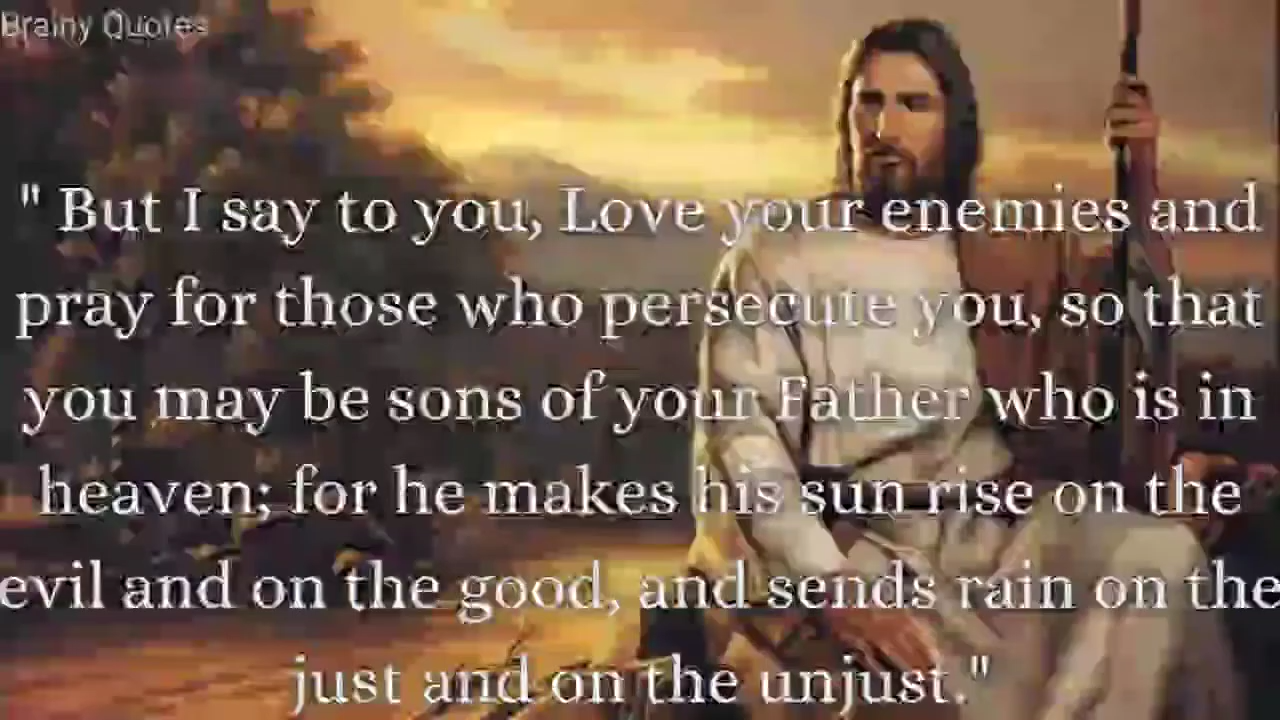 Brainy Quotes
" But I say to you, Love your enemies and
pray for those who persecute you, so that
you may be sons of your Father who is in
heaven; for he makes his sun rise on the
evil and on the good, and sends rain on the
just and on the unjust."